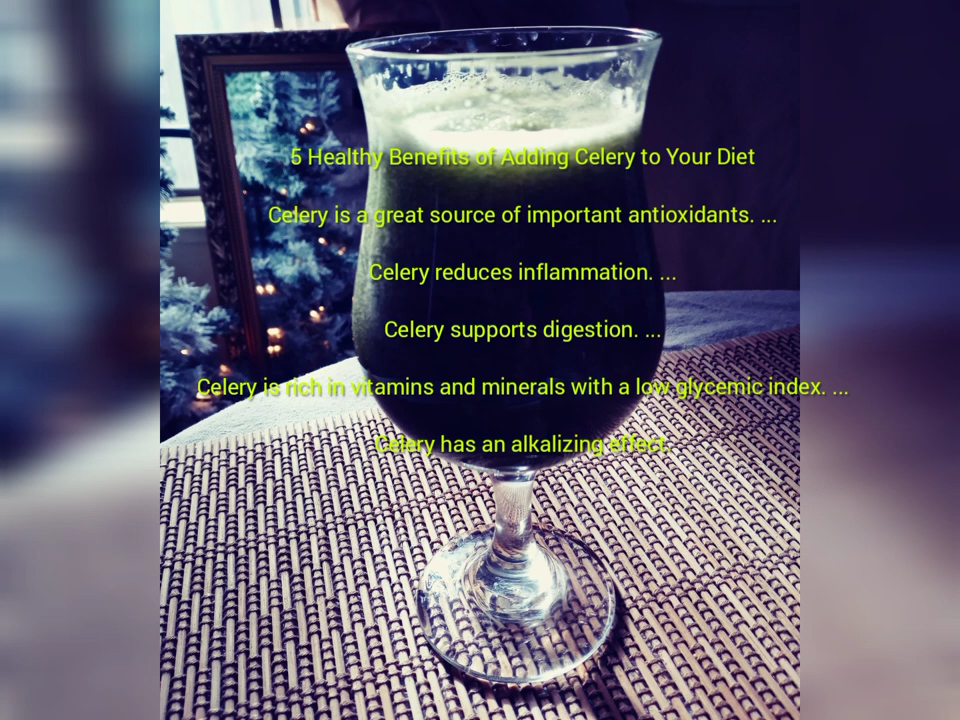 5 Healthy Benefits of Adding Celery to Your Diet
Celery is a great source of important antioxidants. ...
Celery reduces inflammation. ...
Celery supports digestion. ...
Celery is rich in vitamins and minerals with a low glycemic index. ...
Celery has an alkalizing effect.